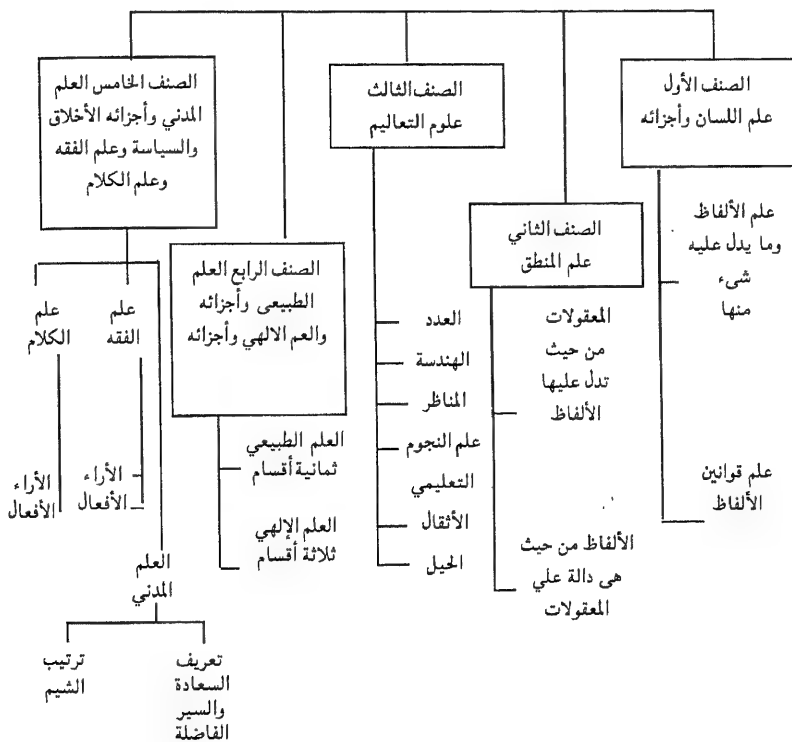 الصنف الأول
علم اللسان وأجزائه
علم الألفاظ
وما يدل عليه
شىء
منها
علم قوانين
الألفاظ
الصنف الثاني
علم المنطق
المعقولات
من حيث
تدل عليها
الألفاظ
الألفاظ من حيث
هى دالة علي
المعقولات
الصنف الثالث
علوم التعاليم
العدد
الهندسة
المناظر
علم النجوم
التعليمي
الأثقال
الحيل
الصنف الرابع العلم
الطبيعى وأجزائه
والعم الالهي وأجزائه
العلم الطبيعي
ثمانية أقسام
العلم الإلهي
ثلاثة أقسام
الصنف الخامس العلم
المدني وأجزائه الأخلاق
والسياسة وعلم الفقه
وعلم الكلام
علم
الفقه
الأراء
الأفعال
علم
الكلام
الأراء
الأفعال
العلم
المدني
تعريف
السعادة
والسير
الفاضلة
ترتيب
الشيم